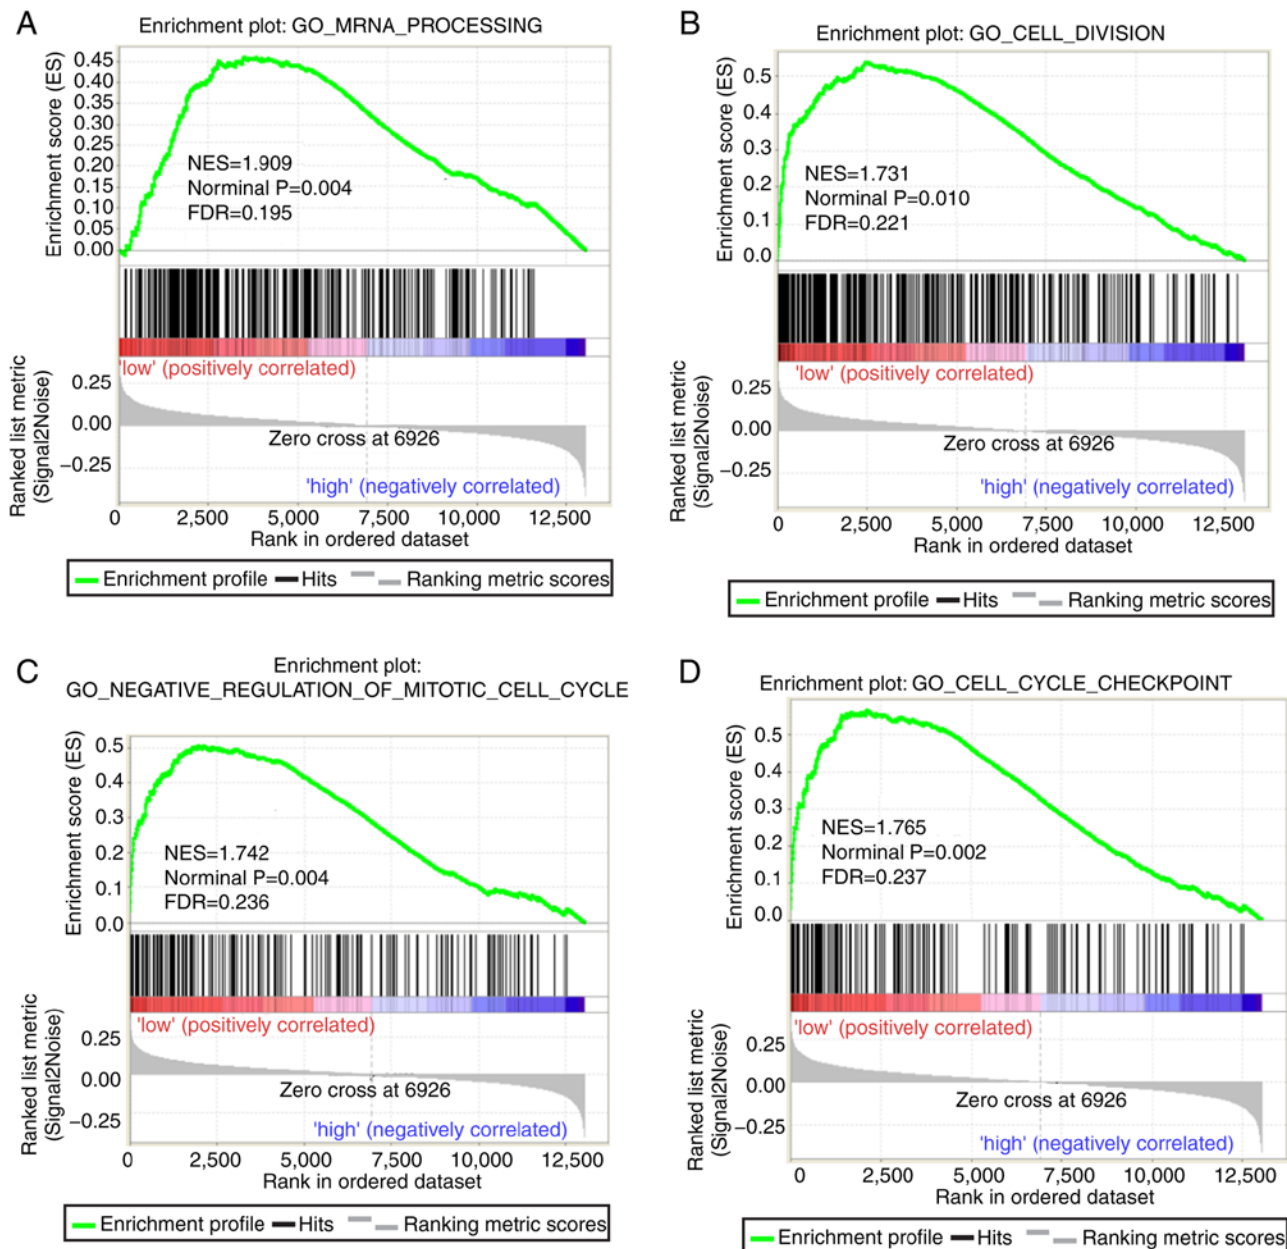 A
Enrichment plot: GO_MRNA_PROCESSING
Enrichment score (ES)
0.45
0.40
0.35
0.30
0.25
0.20
0.15
0.10
0.05
0.00
NES=1.909
Norminal P=0.004
FDR=0.195
'low' (positively correlated)
Ranked list metric
(Signal2Noise)
0.25
0.00
−0.25
Zero cross at 6926
'high' (negatively correlated)
0 2,500 5,000 7,500 10,000 12,500
Rank in ordered dataset
Enrichment profile Hits Ranking metric scores
B
Enrichment plot: GO_CELL_DIVISION
Enrichment score (ES)
0.5
0.4
0.3
0.2
0.1
0.0
NES=1.731
Norminal P=0.010
FDR=0.221
'low' (positively correlated)
Ranked list metric
(Signal2Noise)
0.25
0.00
−0.25
Zero cross at 6926
'high' (negatively correlated)
0 2,500 5,000 7,500 10,000 12,500
Rank in ordered dataset
Enrichment profile Hits Ranking metric scores
C
Enrichment plot:
GO_NEGATIVE_REGULATION_OF_MITOTIC_CELL_CYCLE
Enrichment score (ES)
0.5
0.4
0.3
0.2
0.1
0.0
NES=1.742
Norminal P=0.004
FDR=0.236
'low' (positively correlated)
Ranked list metric
(Signal2Noise)
0.25
0.00
−0.25
Zero cross at 6926
'high' (negatively correlated)
0 2,500 5,000 7,500 10,000 12,500
Rank in ordered dataset
Enrichment profile Hits Ranking metric scores
D
Enrichment plot: GO_CELL_CYCLE_CHECKPOINT
Enrichment score (ES)
0.5
0.4
0.3
0.2
0.1
0.0
NES=1.765
Norminal P=0.002
FDR=0.237
'low' (positively correlated)
Ranked list metric
(Signal2Noise)
0.25
0.00
−0.25
Zero cross at 6926
'high' (negatively correlated)
0 2,500 5,000 7,500 10,000 12,500
Rank in ordered dataset
Enrichment profile Hits Ranking metric scores